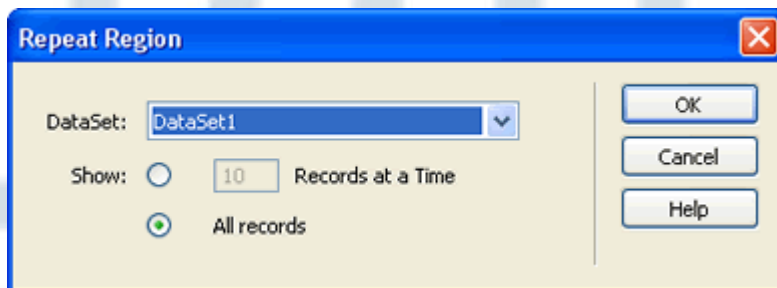 Repeat Region
DataSet: DataSet1
Show: 10 Records at a Time
All records
OK
Cancel
Help